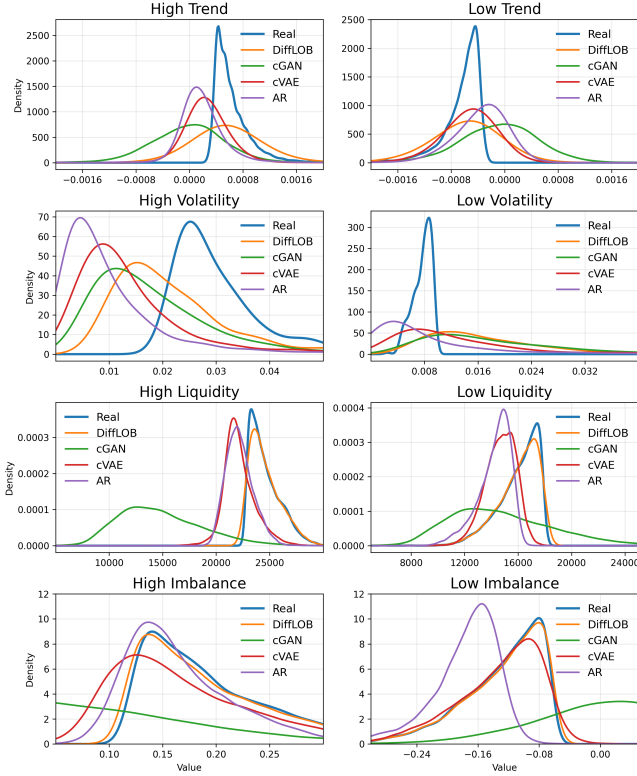 High Trend
Low Trend
2500
2000
1500
1000
500
0
Density
Real
DiffLOB
cGAN
cVAE
AR
−0.0016
−0.0008
0.0000
0.0008
0.0016
2500
2000
1500
1000
500
0
Real
DiffLOB
cGAN
cVAE
AR
−0.0016
−0.0008
0.0000
0.0008
0.0016
High Volatility
Low Volatility
70
60
50
40
30
20
10
0
Density
Real
DiffLOB
cGAN
cVAE
AR
0.01
0.02
0.03
0.04
300
250
200
150
100
50
0
Real
DiffLOB
cGAN
cVAE
AR
0.008
0.016
0.024
0.032
High Liquidity
Low Liquidity
0.0003
0.0002
0.0001
0.0000
Density
Real
DiffLOB
cGAN
cVAE
AR
10000
15000
20000
25000
0.0004
0.0003
0.0002
0.0001
0.0000
Real
DiffLOB
cGAN
cVAE
AR
8000
12000
16000
20000
24000
High Imbalance
Low Imbalance
12
10
8
6
4
2
0
Density
Real
DiffLOB
cGAN
cVAE
AR
0.10
0.15
0.20
0.25
Value
12
10
8
6
4
2
0
Real
DiffLOB
cGAN
cVAE
AR
−0.24
−0.16
−0.08
0.00
Value